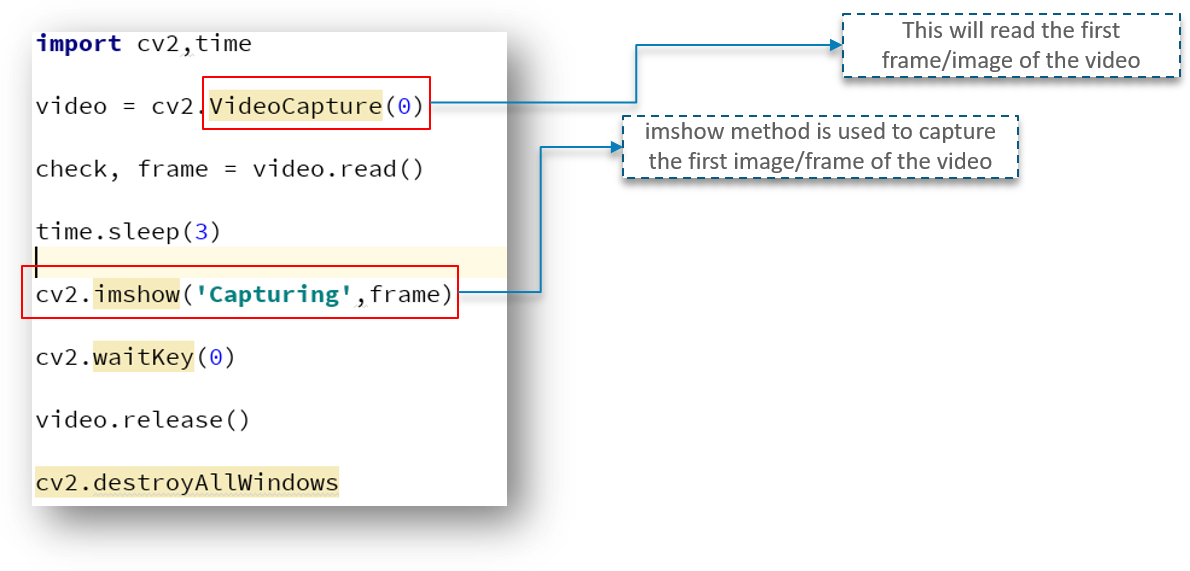 import cv2,time
video = cv2.VideoCapture(0)
check, frame = video.read()
time.sleep(3)
cv2.imshow('Capturing',frame)
cv2.waitKey(0)
video.release()
cv2.destroyAllWindows
This will read the first
frame/image of the video
imshow method is used to capture
the first image/frame of the video